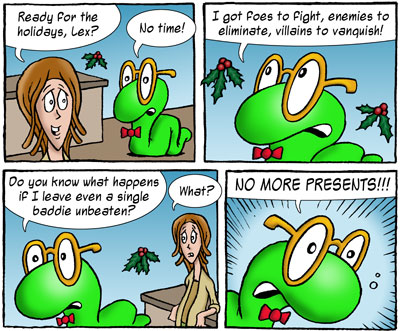 Ready for the
holidays, Lex?
No time!
I got foes to fight, enemies to
eliminate, villains to vanquish!
Do you know what happens
if I leave even a single
baddie unbeaten?
What?
NO MORE PRESENTS!!!